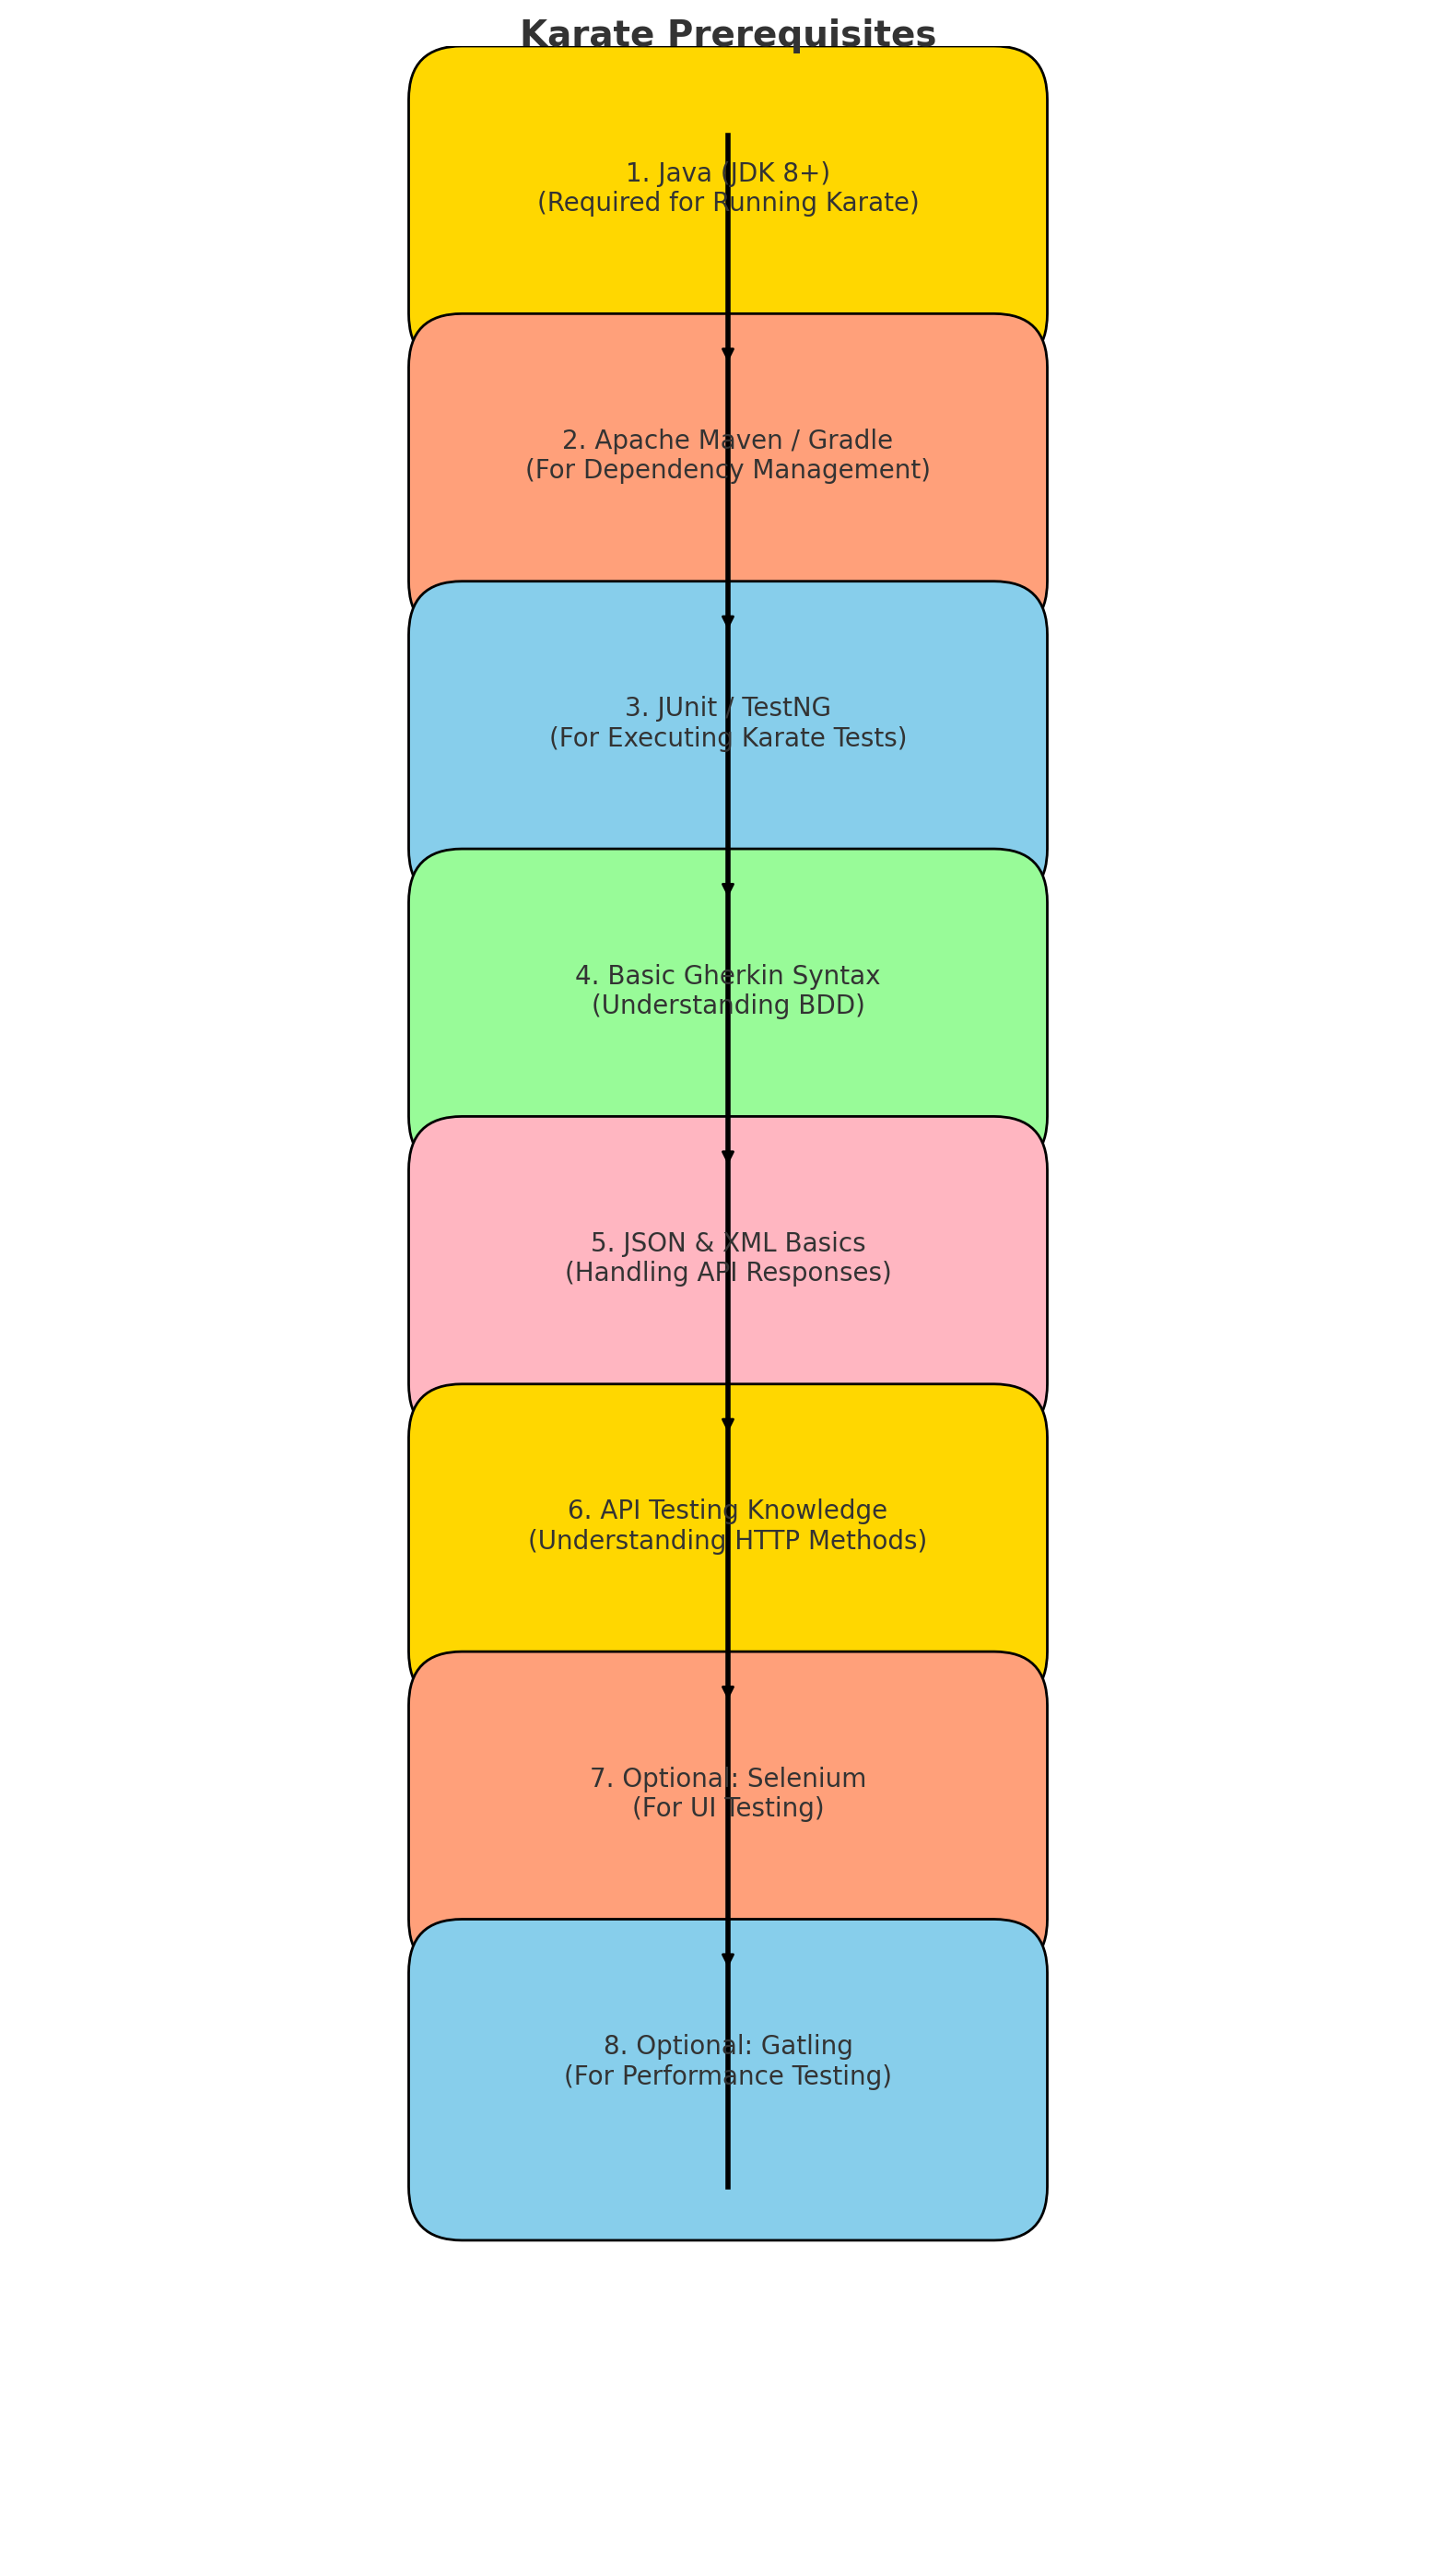 Karate Prerequisites
1. Java (JDK 8+)
(Required for Running Karate)
2. Apache Maven / Gradle
(For Dependency Management)
3. JUnit / TestNG
(For Executing Karate Tests)
4. Basic Gherkin Syntax
(Understanding BDD)
5. JSON & XML Basics
(Handling API Responses)
6. API Testing Knowledge
(Understanding HTTP Methods)
7. Optional: Selenium
(For UI Testing)
8. Optional: Gatling
(For Performance Testing)